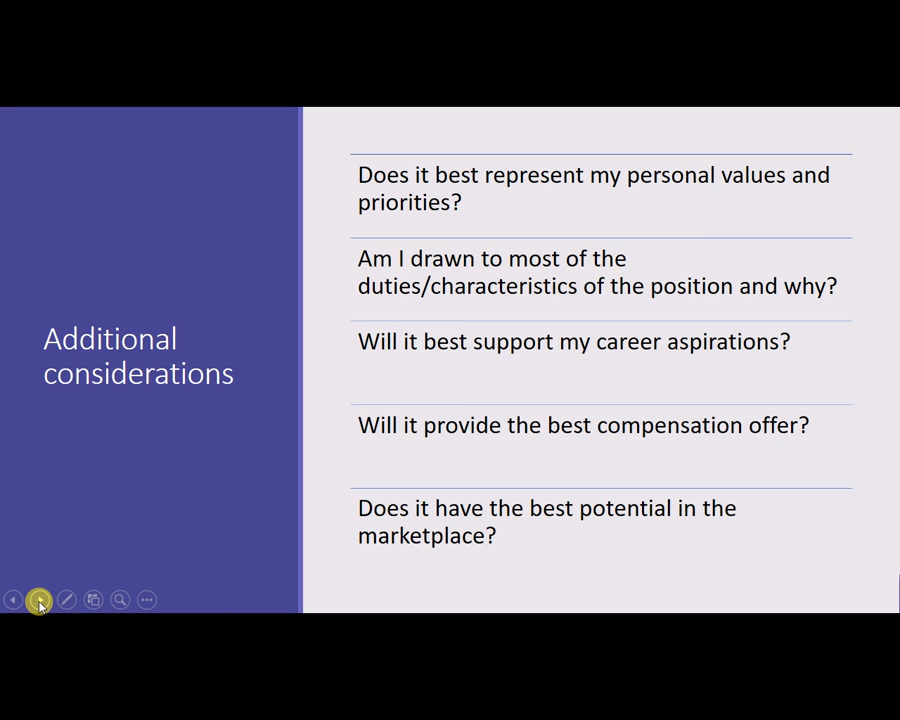 Additional
considerations
Does it best represent my personal values and
priorities?
Am I drawn to most of the
duties/characteristics of the position and why?
Will it best support my career aspirations?
Will it provide the best compensation offer?
Does it have the best potential in the
marketplace?